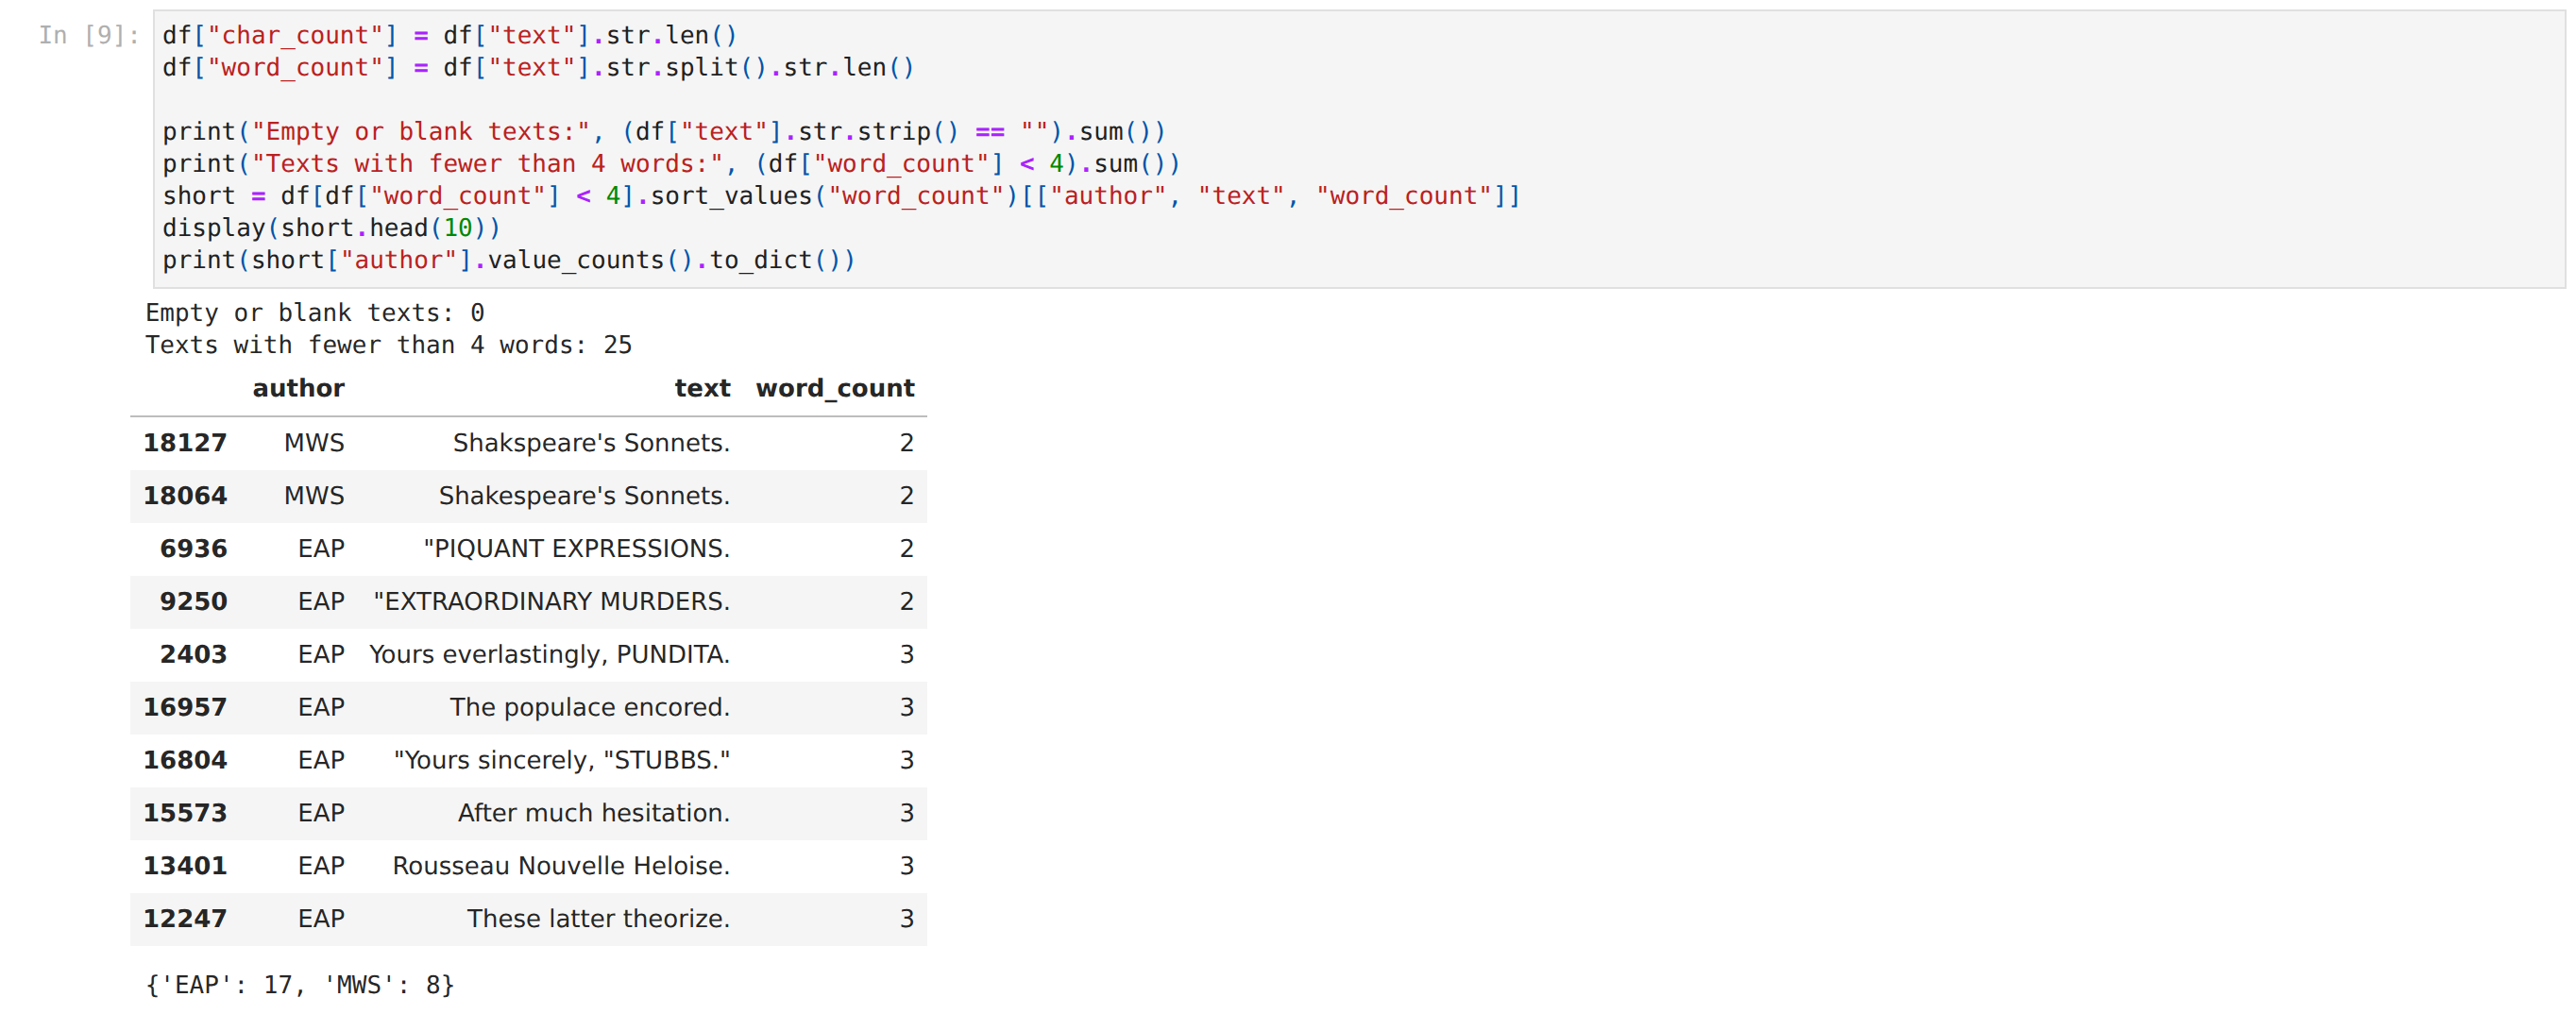 In [9]:
df["char_count"] = df["text"].str.len()
df["word_count"] = df["text"].str.split().str.len()
print("Empty or blank texts:", (df["text"].str.strip() == "").sum())
print("Texts with fewer than 4 words:", (df["word_count"] < 4).sum())
short = df[df["word_count"] < 4].sort_values("word_count")[["author", "text", "word_count"]]
display(short.head(10))
print(short["author"].value_counts().to_dict())
Empty or blank texts: 0
Texts with fewer than 4 words: 25
author text word_count
18127 MWS Shakspeare's Sonnets. 2
18064 MWS Shakespeare's Sonnets. 2
6936 EAP "PIQUANT EXPRESSIONS. 2
9250 EAP "EXTRAORDINARY MURDERS. 2
2403 EAP Yours everlastingly, PUNDITA. 3
16957 EAP The populace encored. 3
16804 EAP "Yours sincerely, "STUBBS." 3
15573 EAP After much hesitation. 3
13401 EAP Rousseau Nouvelle Heloise. 3
12247 EAP These latter theorize. 3
{'EAP': 17, 'MWS': 8}